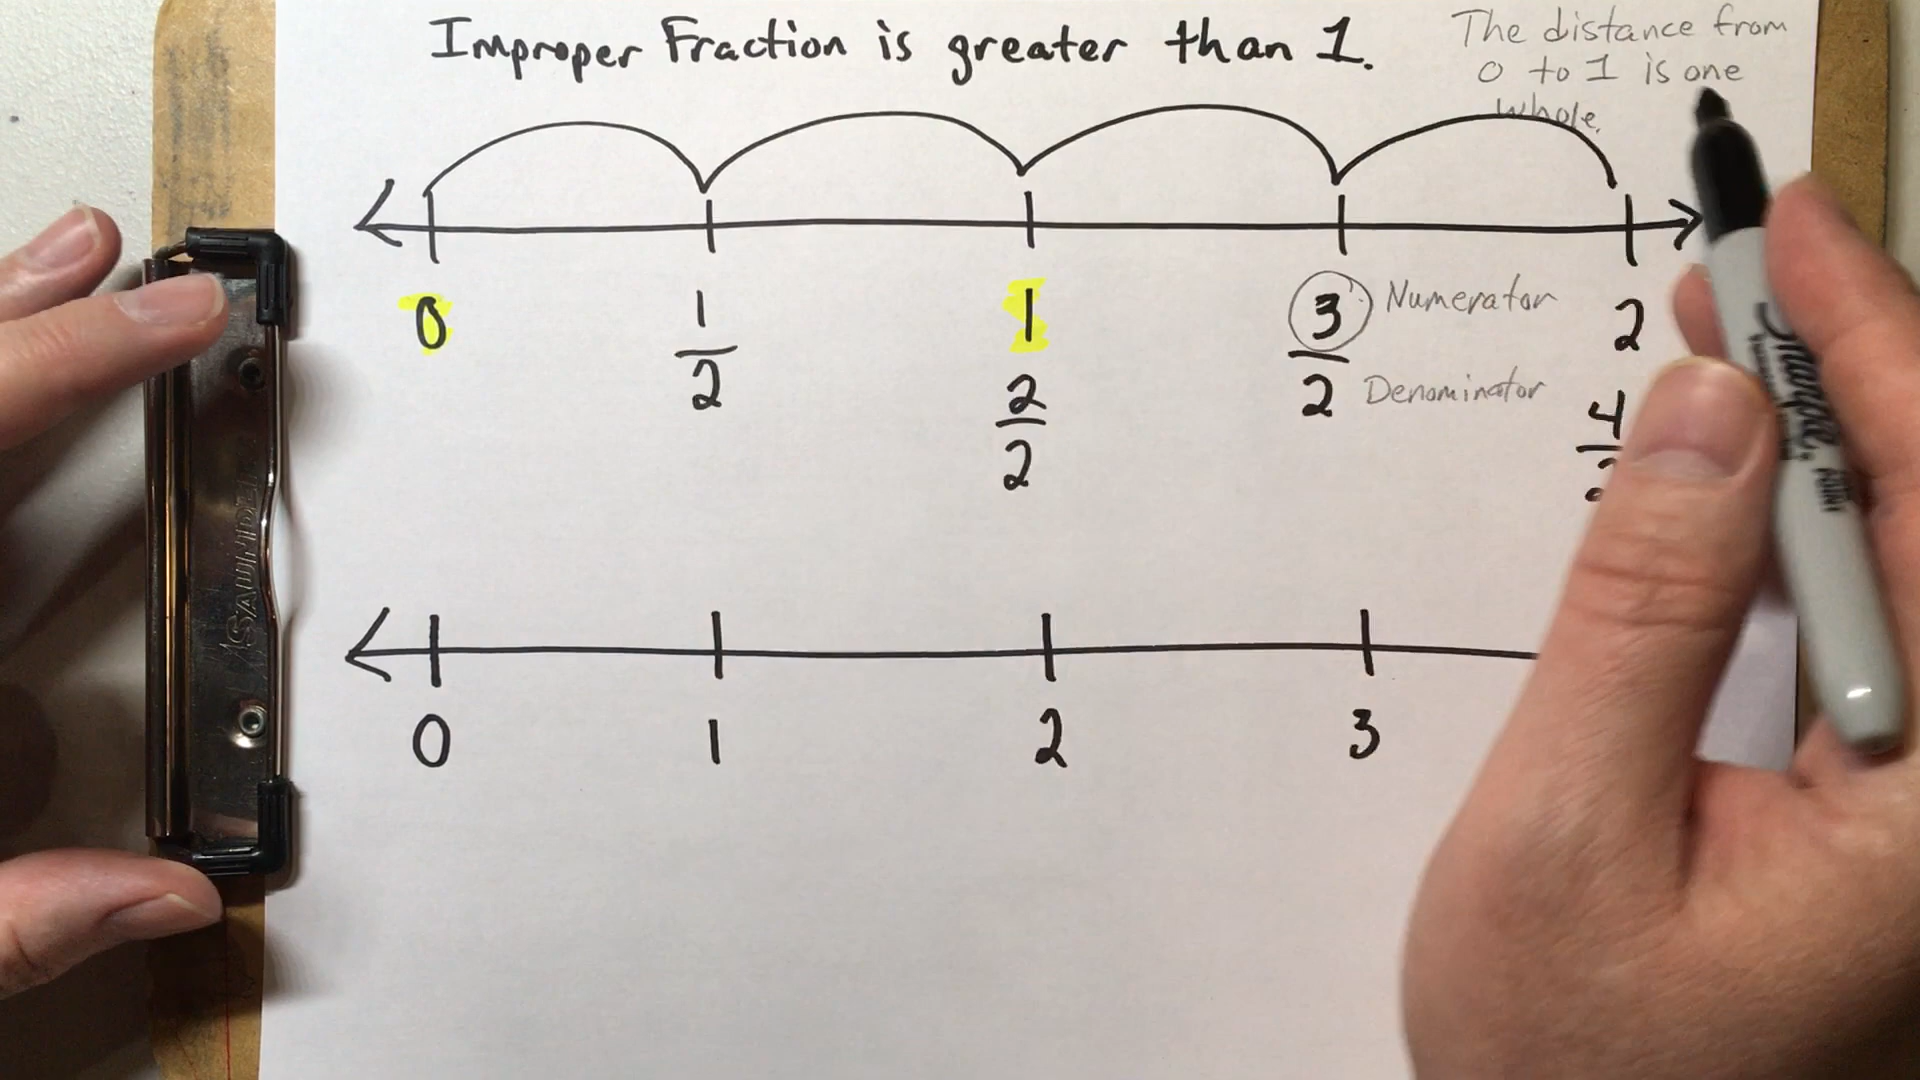 Improper Fraction is greater than 1.
The distance from
0 to 1 is one
whole.
0 1/2 1 3 Numerator 2
2/2 2 Denominator 4
0 1 2 3
SAUNDERS
Sharpie.